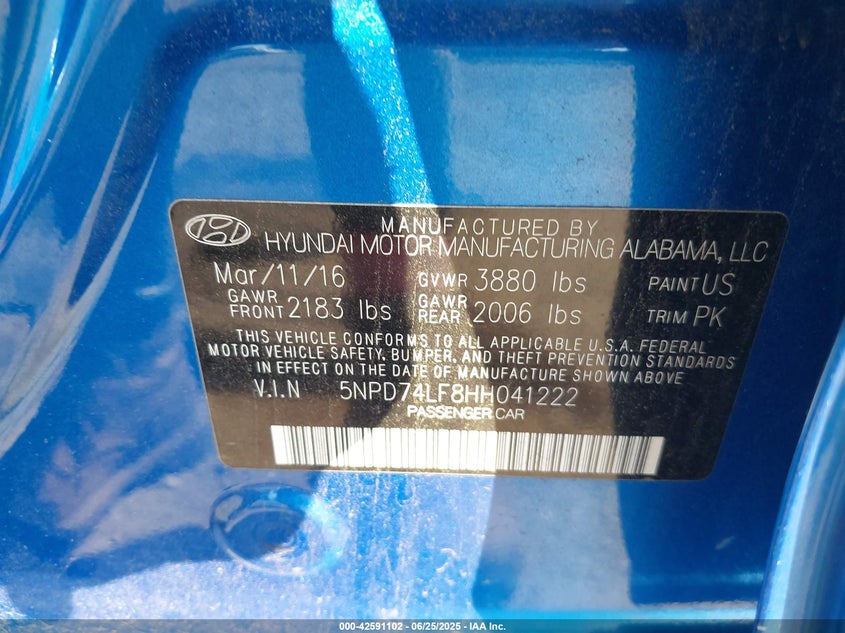 MANUFACTURED BY
HYUNDAI MOTOR MANUFACTURING ALABAMA, LLC
Mar/11/16 GVWR 3880 lbs PAINT US
GAWR FRONT 2183 lbs GAWR REAR 2006 lbs TRIM PK
THIS VEHICLE CONFORMS TO ALL APPLICABLE U.S.A. FEDERAL
MOTOR VEHICLE SAFETY, BUMPER, AND THEFT PREVENTION STANDARDS
IN EFFECT ON THE DATE OF MANUFACTURE SHOWN ABOVE
V.I.N 5NPD74LF8HH041222
PASSENGER CAR
000-42591102 - 06/25/2025 - IAA Inc.